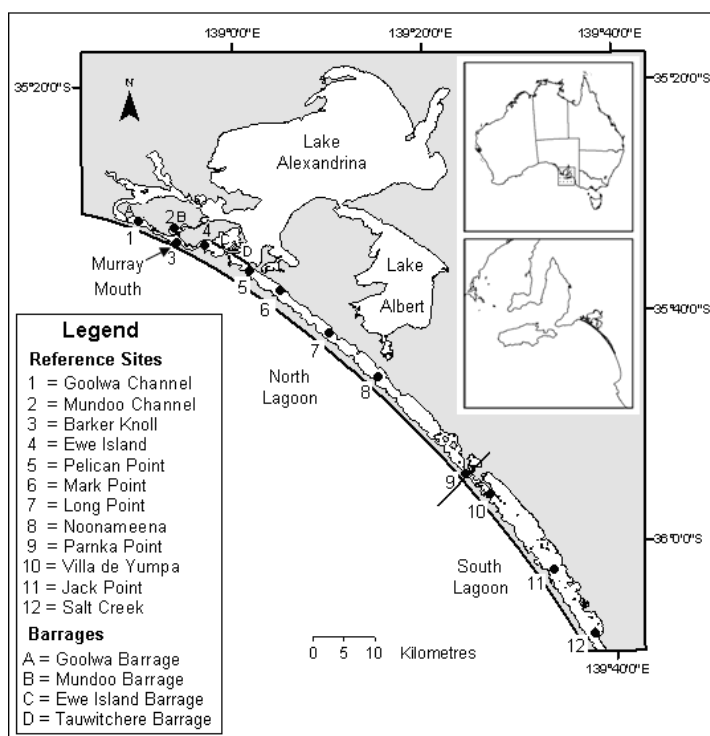 139°0'0"E
139°20'0"E
139°40'0"E
35°20'0"S
35°20'0"S
N
Lake
Alexandrina
A
2 B
4
C
D
1
3
Murray
Mouth
5
6
Lake
Albert
35°40'0"S
7
North
Lagoon
8
9
10
36°0'0"S
South
Lagoon
11
12
139°40'0"E
0 5 10 Kilometres
Legend
Reference Sites
1 = Goolwa Channel
2 = Mundoo Channel
3 = Barker Knoll
4 = Ewe Island
5 = Pelican Point
6 = Mark Point
7 = Long Point
8 = Noonameena
9 = Parnka Point
10 = Villa de Yumpa
11 = Jack Point
12 = Salt Creek
Barrages
A = Goolwa Barrage
B = Mundoo Barrage
C = Ewe Island Barrage
D = Tauwitchere Barrage